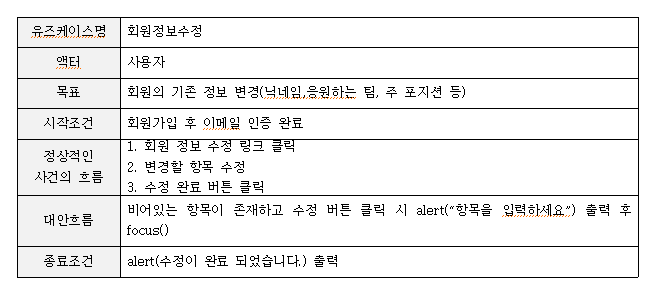 유즈케이스명 회원정보수정
액터 사용자
목표 회원의 기존 정보 변경(닉네임,응원하는 팀, 주 포지션 등)
시작조건 회원가입 후 이메일 인증 완료
정상적인
사건의 흐름
1. 회원 정보 수정 링크 클릭
2. 변경할 항목 수정
3. 수정 완료 버튼 클릭
대안흐름
비어있는 항목이 존재하고 수정 버튼 클릭 시 alert(“항목을 입력하세요”) 출력 후
focus()
종료조건 alert(수정이 완료 되었습니다.) 출력